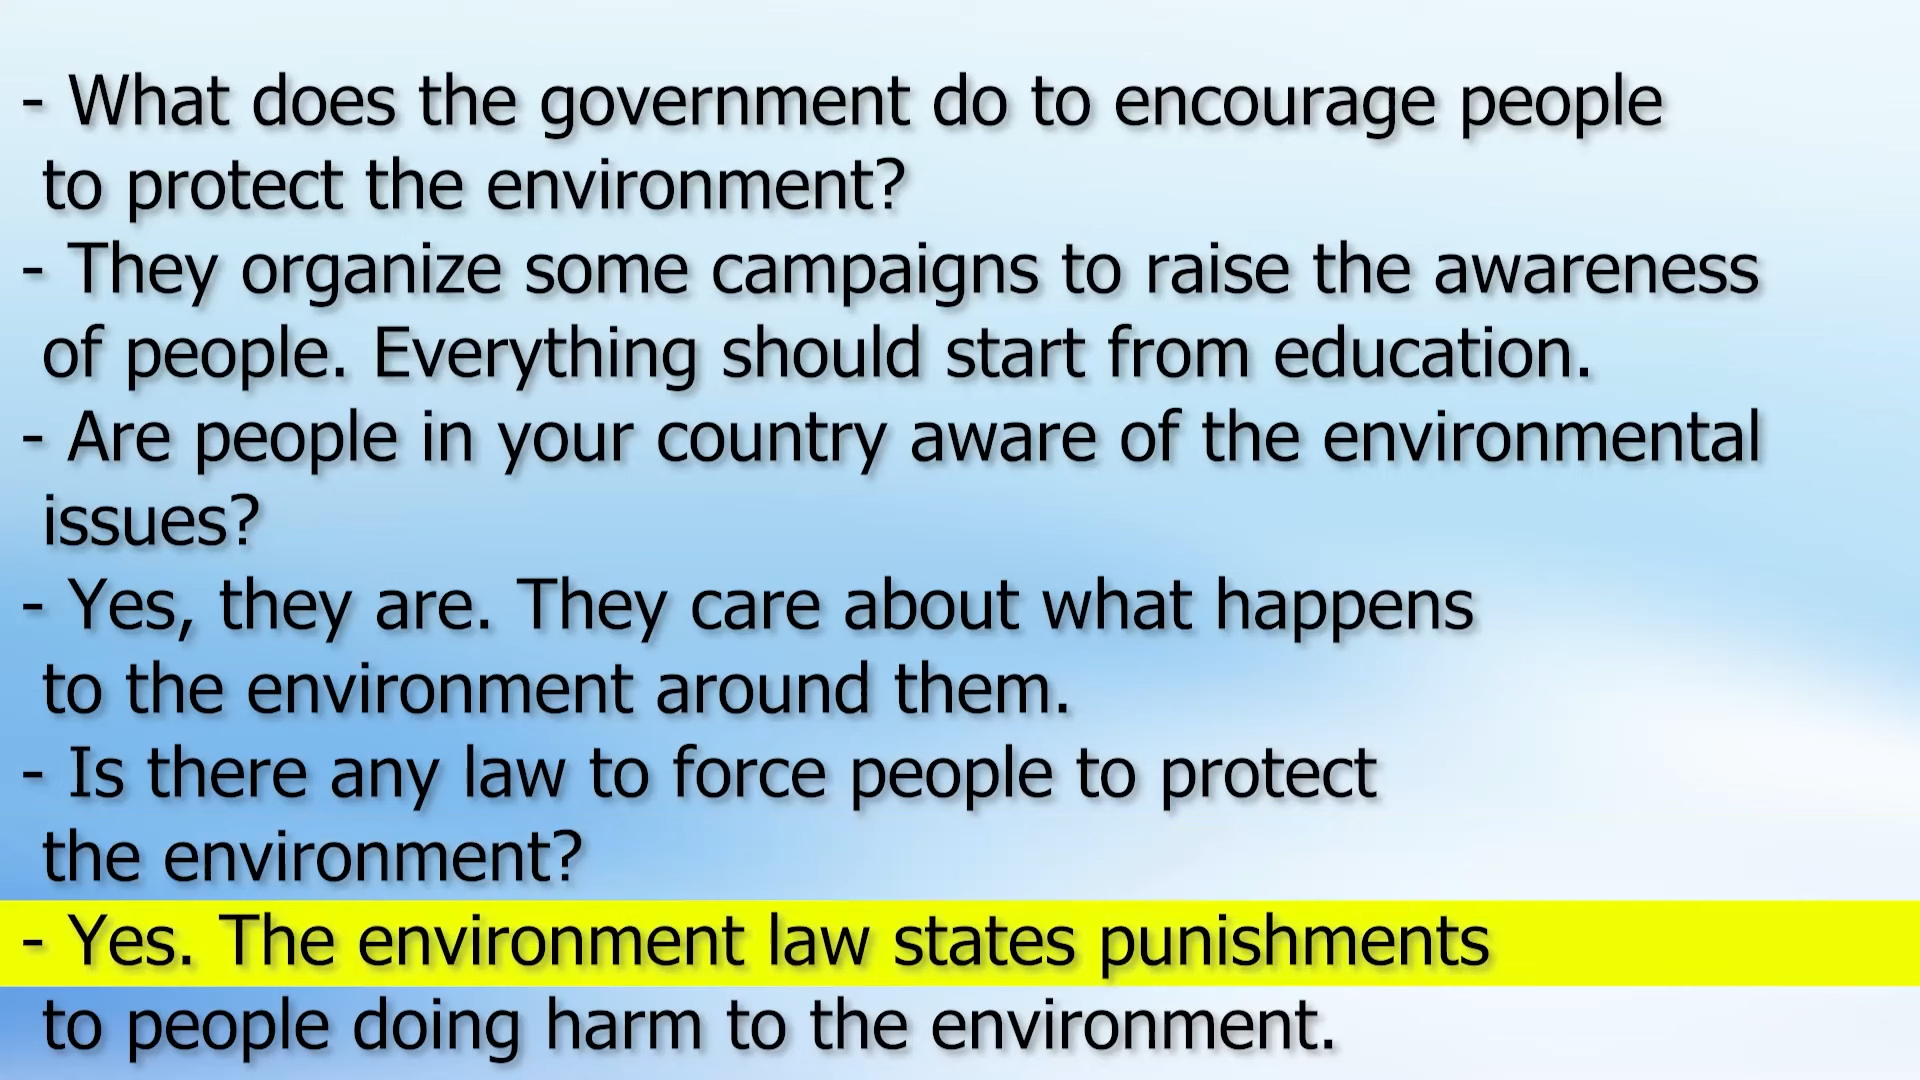 - What does the government do to encourage people
to protect the environment?
- They organize some campaigns to raise the awareness
of people. Everything should start from education.
- Are people in your country aware of the environmental
issues?
- Yes, they are. They care about what happens
to the environment around them.
- Is there any law to force people to protect
the environment?
- Yes. The environment law states punishments
to people doing harm to the environment.